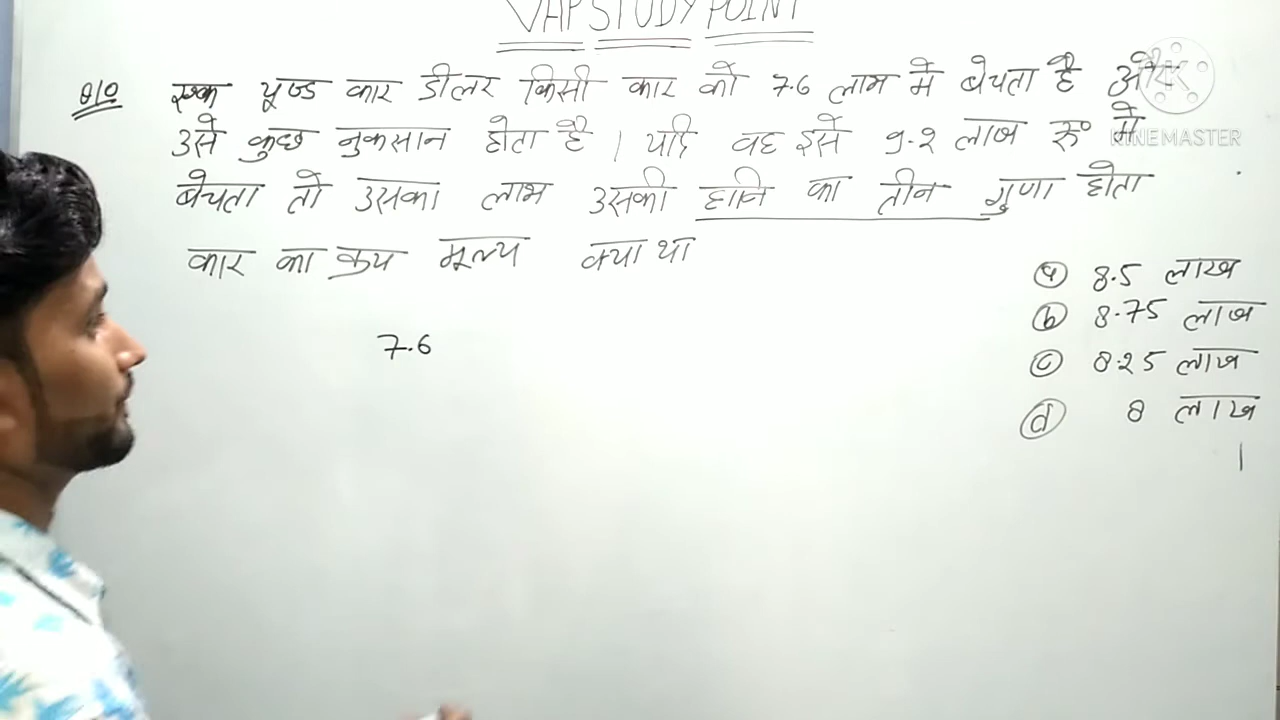 VAP STUDY POINT
Q10 एक यूज्ड कार डीलर किसी कार को 7.6 लाभ मे बेचता है और
उसे कुछ नुकसान होता है । यदि वह इसे 9.2 लाख रु० मे
KINEMASTER
बेचता तो उसका लाभ उसकी हानि का तीन गुणा होता
कार का क्रय मूल्य क्या था
(a) 8.5 लाख
(b) 8.75 लाख
(c) 8.25 लाख
(d) 8 लाख
7.6